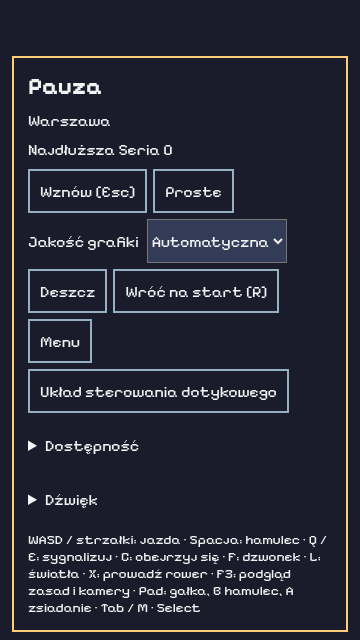 Pauza
Warszawa
Najdłuższa Seria 0
Wznów (Esc) Proste
Jakość grafiki Automatyczna
Deszcz Wróć na start (R)
Menu
Układ sterowania dotykowego
Dostępność
Dźwięk
WASD / strzałki: jazda · Spacja: hamulec · Q /
E: sygnalizuj · C: obejrzyj się · F: dzwonek · L:
światła · X: prowadź rower · F3: podgląd
zasad i kamery · Pad: gałka, B hamulec, A
zsiadanie · Tab / M · Select